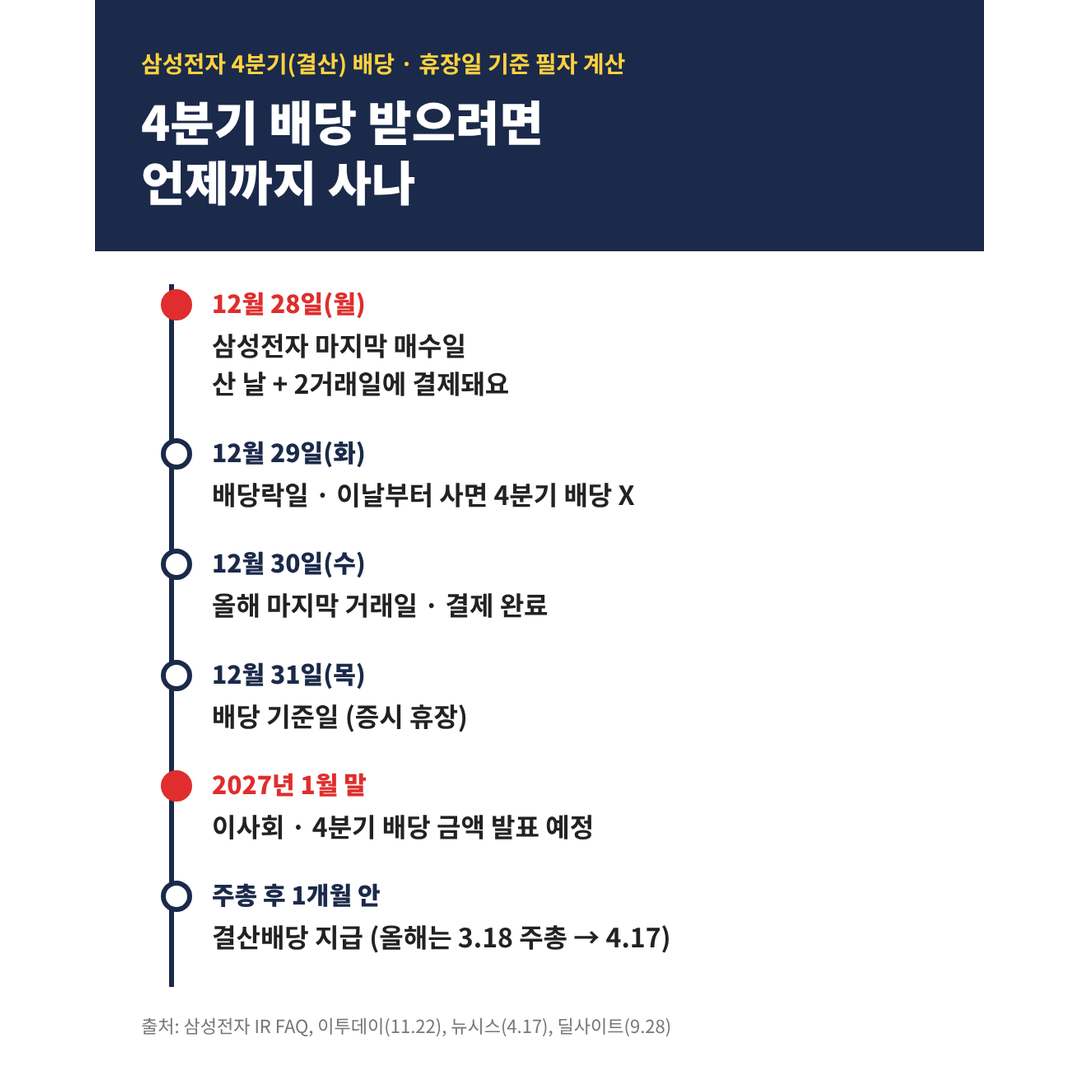 삼성전자 4분기(결산) 배당 · 휴장일 기준 필자 계산
4분기 배당 받으려면
언제까지 사나
12월 28일(월)
삼성전자 마지막 매수일
산 날 + 2거래일에 결제돼요
12월 29일(화)
배당락일 · 이날부터 사면 4분기 배당 X
12월 30일(수)
올해 마지막 거래일 · 결제 완료
12월 31일(목)
배당 기준일 (증시 휴장)
2027년 1월 말
이사회 · 4분기 배당 금액 발표 예정
주총 후 1개월 안
결산배당 지급 (올해는 3.18 주총 → 4.17)
출처: 삼성전자 IR FAQ, 이투데이(11.22), 뉴시스(4.17), 딜사이트(9.28)